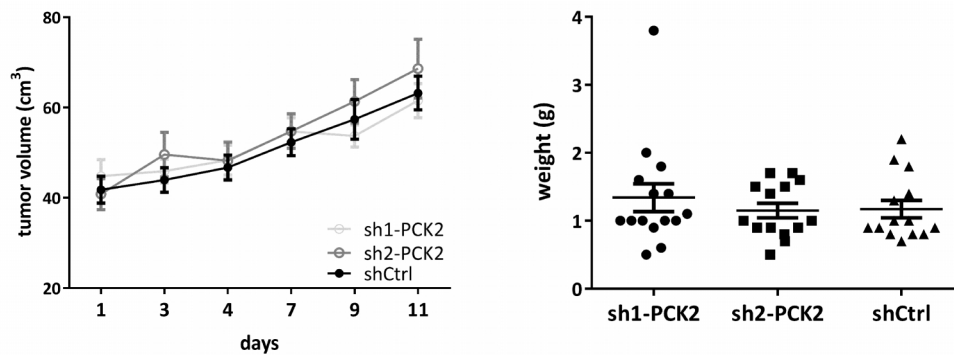 80
60
40
20
tumor volume (cm³)
sh1-PCK2
sh2-PCK2
shCtrl
1 3 4 7 9 11
days
4
3
2
1
0
weight (g)
sh1-PCK2 sh2-PCK2 shCtrl